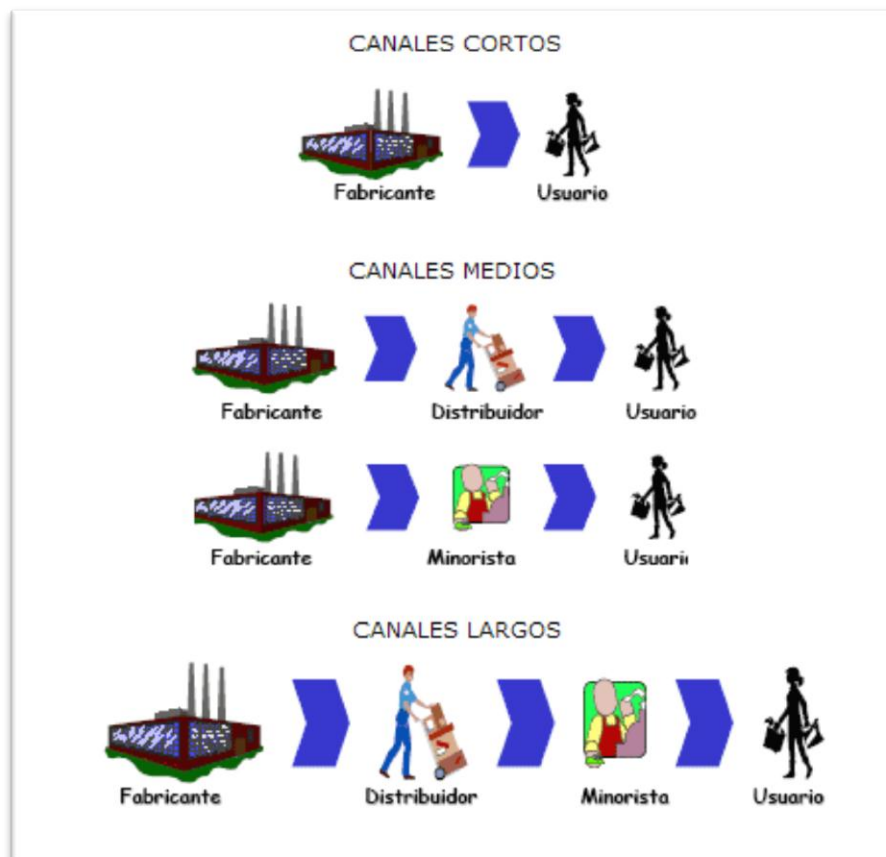 CANALES CORTOS
Fabricante Usuario
CANALES MEDIOS
Fabricante Distribuidor Usuario
Fabricante Minorista Usuari
CANALES LARGOS
Fabricante Distribuidor Minorista Usuario